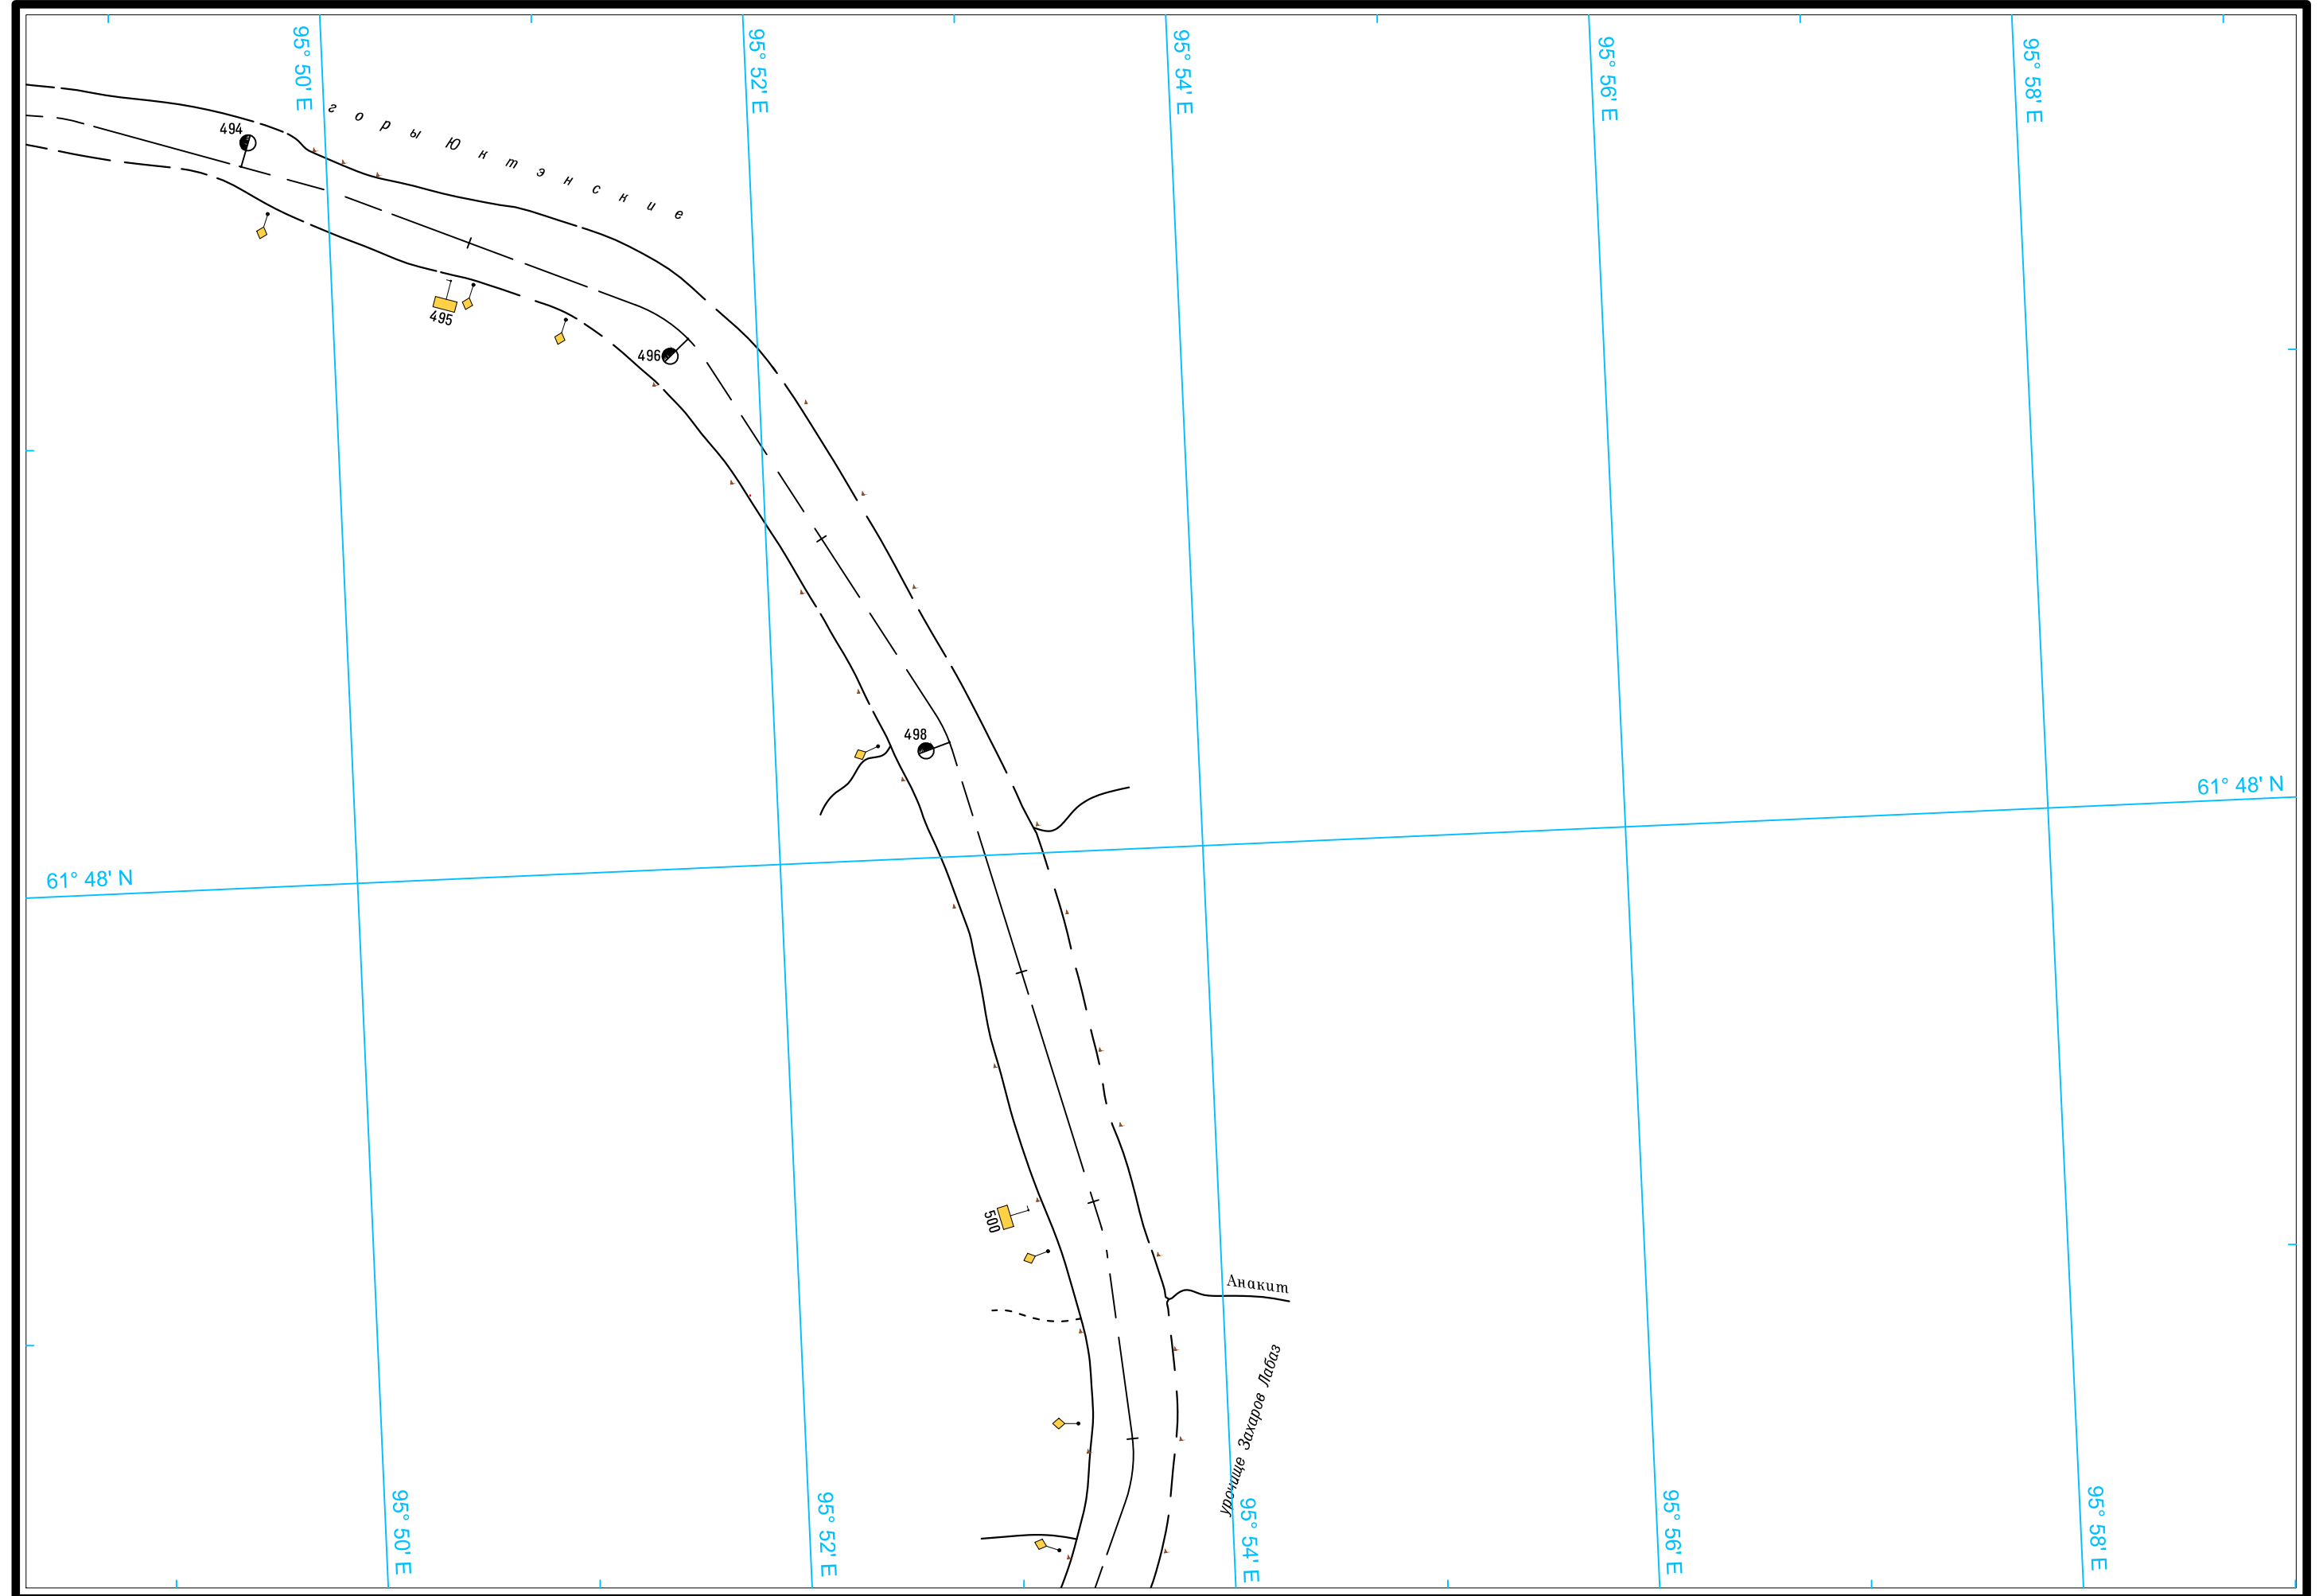 95° 50' E
95° 52' E
95° 54' E
95° 56' E
95° 58' E
горы Юктэнские
494
495
496
498
61° 48' N
61° 48' N
500
Анакит
урочище Захаров Лабаз
95° 50' E
95° 52' E
95° 54' E
95° 56' E
95° 58' E